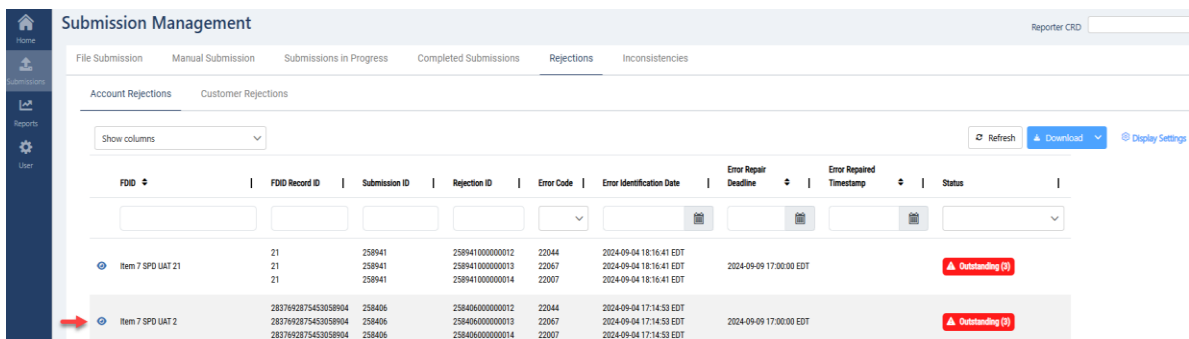 Submission Management
Reporter CRD
Home
Submissions
Reports
User
File Submission Manual Submission Submissions in Progress Completed Submissions Rejections Inconsistencies
Account Rejections Customer Rejections
Show columns Refresh Download Display Settings
FDID FDID Record ID Submission ID Rejection ID Error Code Error Identification Date Error Repair Deadline Error Repaired Timestamp Status
21 258941 258941000000012 22044 2024-09-04 18:16:41 EDT
Item 7 SPD UAT 21 21 258941 258941000000013 22067 2024-09-04 18:16:41 EDT 2024-09-09 17:00:00 EDT Outstanding (3)
21 258941 258941000000014 22007 2024-09-04 18:16:41 EDT
2837692875453058904 258406 258406000000012 22044 2024-09-04 17:14:53 EDT
Item 7 SPD UAT 2 2837692875453058904 258406 258406000000013 22067 2024-09-04 17:14:53 EDT 2024-09-09 17:00:00 EDT Outstanding (3)
2837692875453058904 258406 258406000000014 22007 2024-09-04 17:14:53 EDT